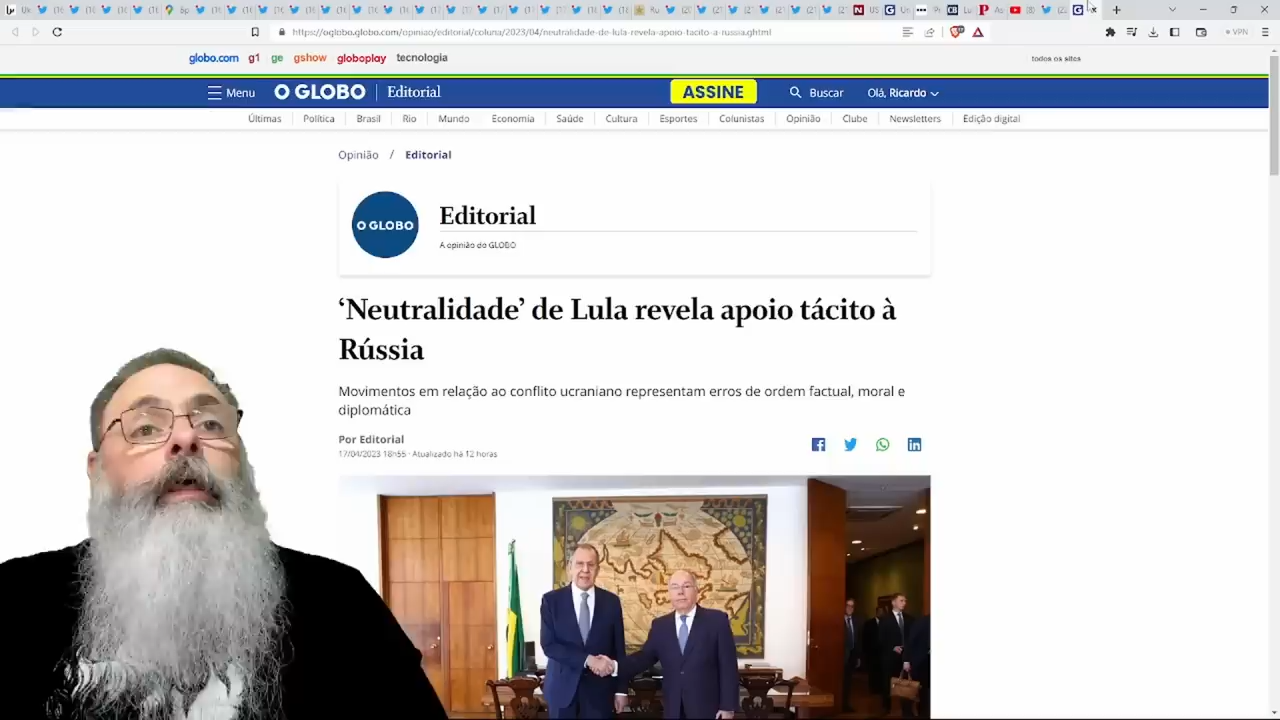 https://oglobo.globo.com/opiniao/editorial/coluna/2023/04/neutralidade-de-lula-revela-apoio-tacito-a-russia.ghtml
VPN
globo.com g1 ge gshow globoplay tecnologia
todos os sites
Menu O GLOBO Editorial ASSINE Buscar Olá, Ricardo
Últimas Política Brasil Rio Mundo Economia Saúde Cultura Esportes Colunistas Opinião Clube Newsletters Edição digital
Opinião / Editorial
O GLOBO
Editorial
A opinião do GLOBO
‘Neutralidade’ de Lula revela apoio tácito à
Rússia
Movimentos em relação ao conflito ucraniano representam erros de ordem factual, moral e
diplomática
Por Editorial
17/04/2023 18h55 · Atualizado há 12 horas